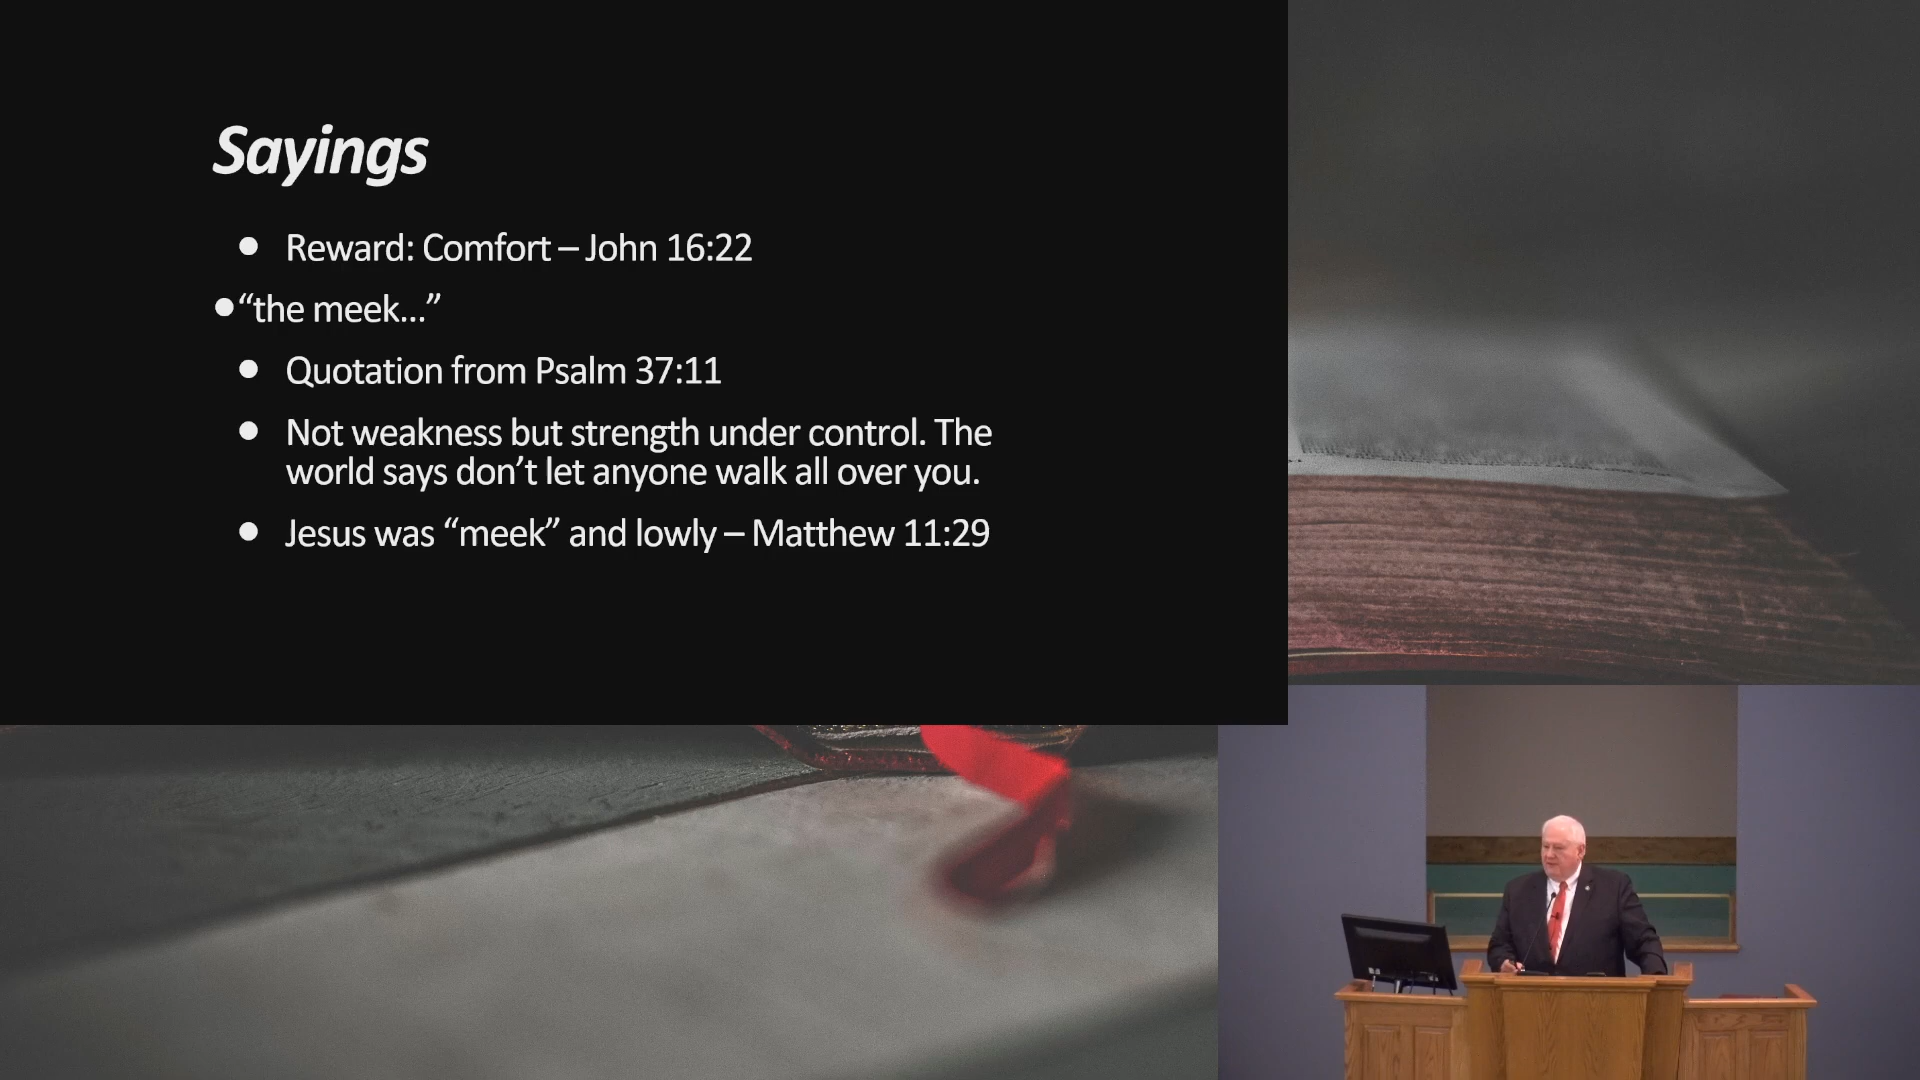 Sayings
● Reward: Comfort – John 16:22
● “the meek…”
● Quotation from Psalm 37:11
● Not weakness but strength under control. The
world says don’t let anyone walk all over you.
● Jesus was “meek” and lowly – Matthew 11:29